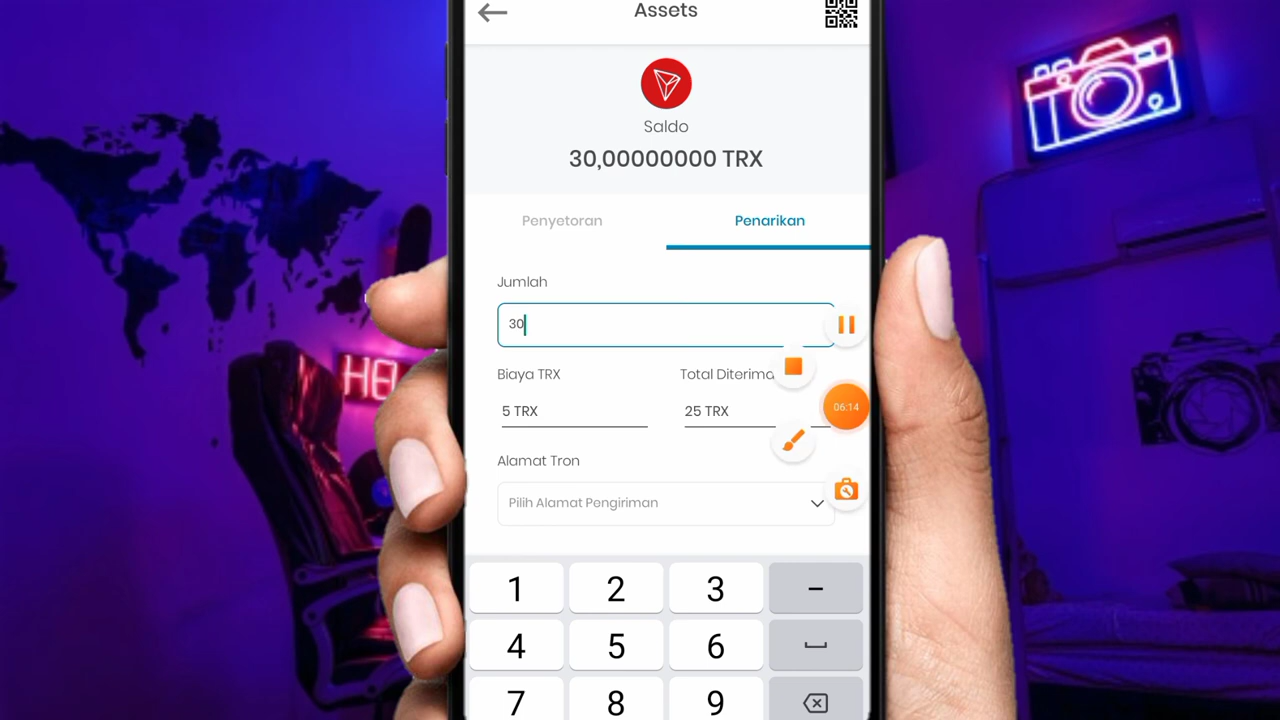 Assets
Saldo
30,00000000 TRX
Penyetoran
Penarikan
Jumlah
30
Biaya TRX
Total Diterima
5 TRX
25 TRX
06:14
Alamat Tron
Pilih Alamat Pengiriman
1 2 3 -
4 5 6
7 8 9